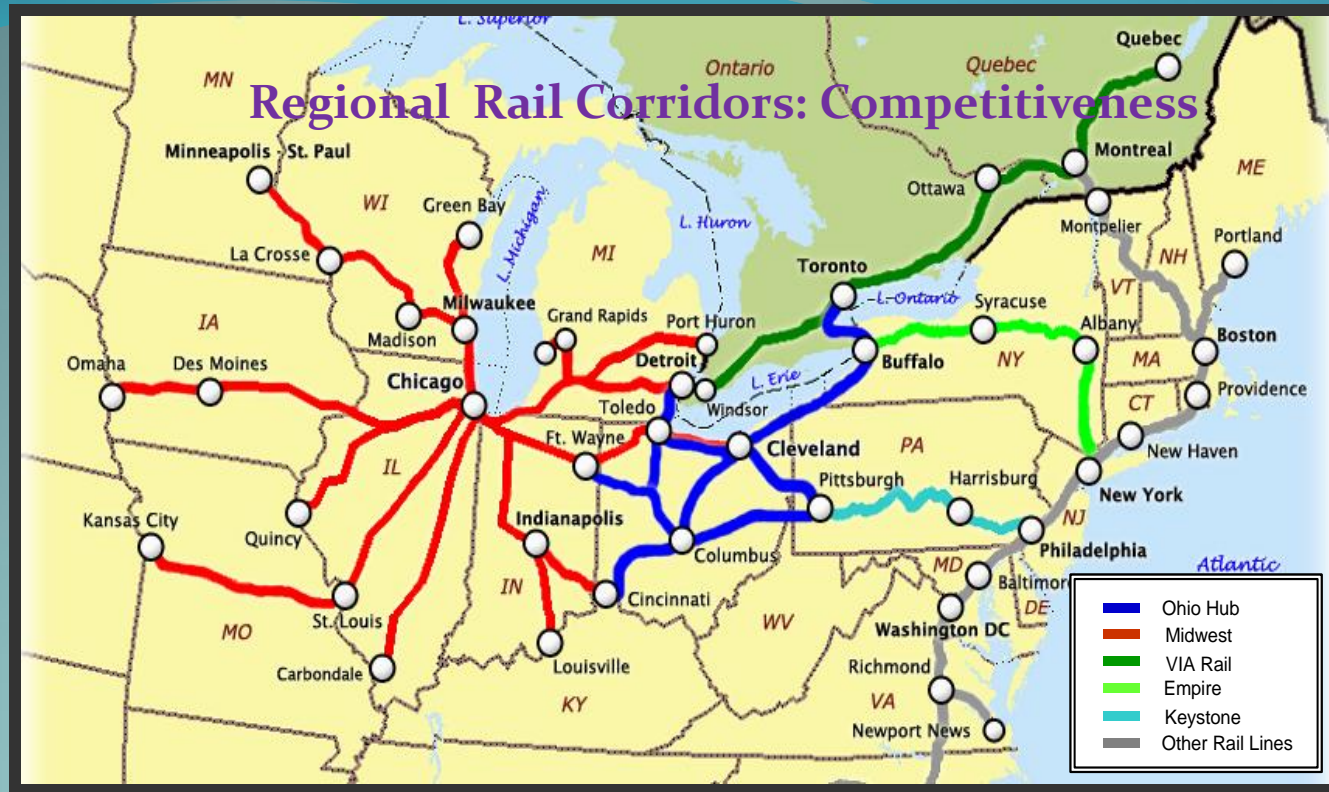 L. Superior
Ontario
Quebec
Quebec
MN
Regional Rail Corridors: Competitiveness
Minneapolis St. Paul
Montreal
ME
Ottawa
WI
Green Bay
L. Michigan
L. Huron
Montpelier
NH
Portland
La Crosse
MI
Toronto
VT
L. Ontario
Syracuse
Milwaukee
Grand Rapids
Port Huron
Albany
IA
Madison
Boston
Omaha
Des Moines
Detroit
Buffalo
NY
MA
Chicago
L. Erie
Windsor
Providence
CT
Toledo
Ft. Wayne
Cleveland
PA
New Haven
IL
Pittsburgh
Harrisburg
New York
Kansas City
Quincy
Indianapolis
NJ
Columbus
Philadelphia
MD
Atlantic
Baltimor
IN
Cincinnati
DE
St. Louis
WV
Washington DC
MO
Louisville
Richmond
Carbondale
KY
VA
Newport News
Ohio Hub
Midwest
VIA Rail
Empire
Keystone
Other Rail Lines